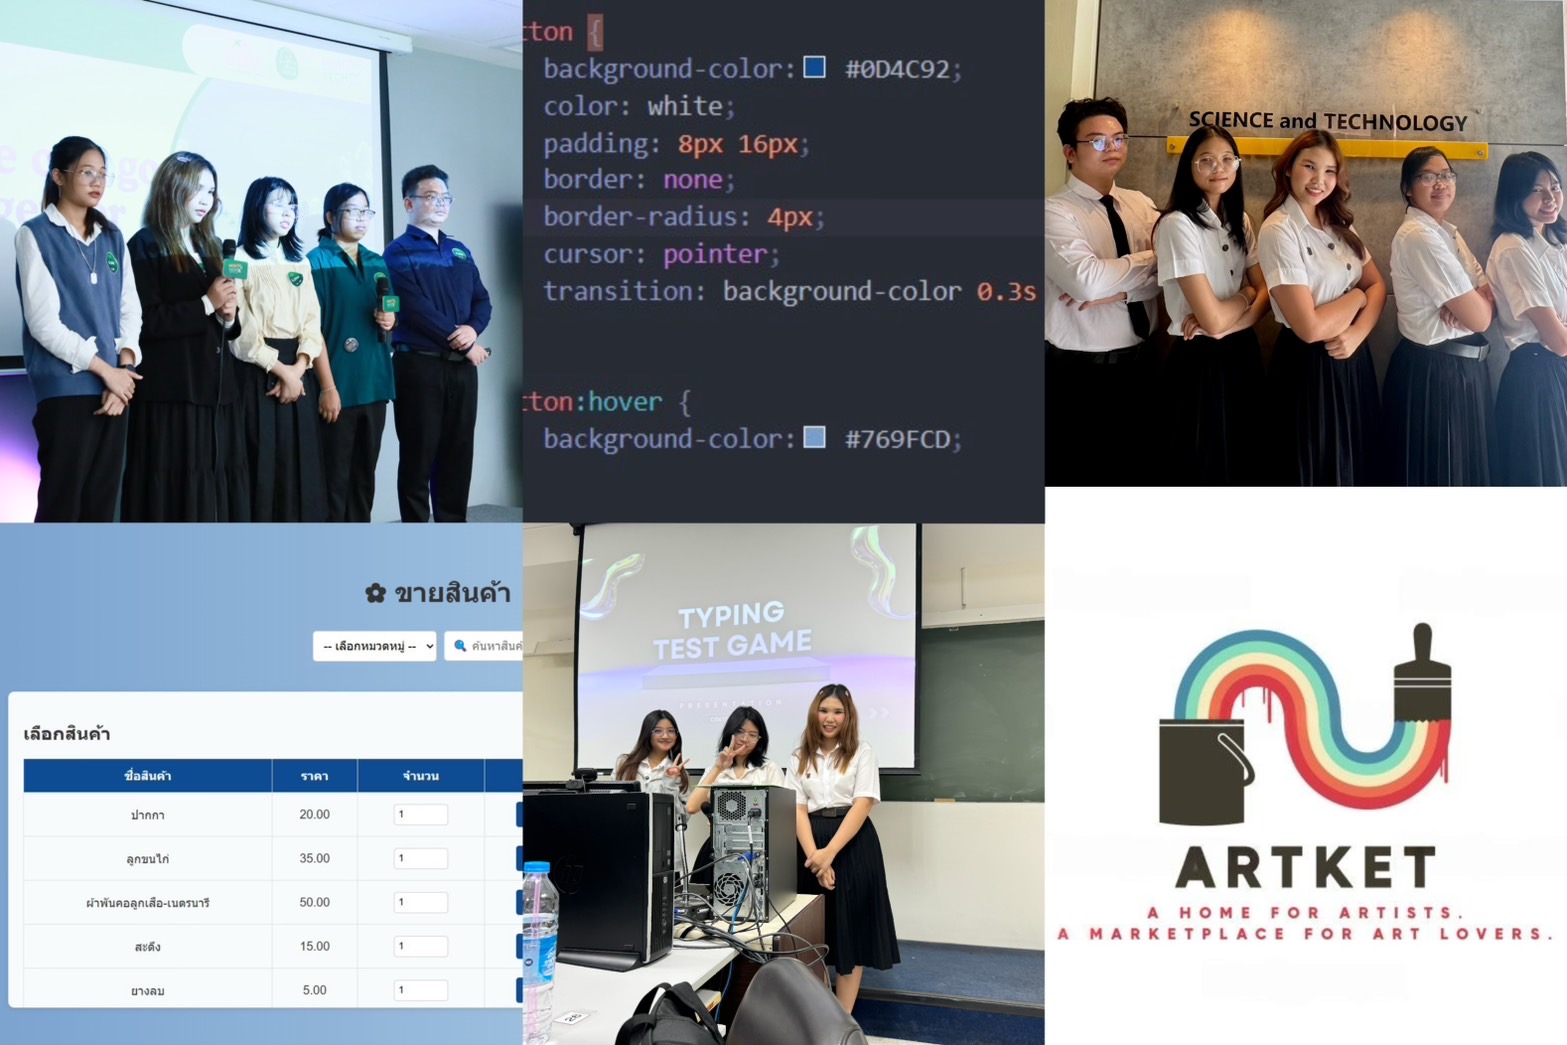 tton {
background-color: #0D4C92;
color: white;
padding: 8px 16px;
border: none;
border-radius: 4px;
cursor: pointer;
transition: background-color 0.3s
tton:hover {
background-color: #769FCD;
SCIENCE and TECHNOLOGY
✿ ขายสินค้า
-- เลือกหมวดหมู่ --
🔍 ค้นหาสินค้
เลือกสินค้า
ชื่อสินค้า ราคา จำนวน
ปากกา 20.00 1
ลูกขนไก่ 35.00 1
ผ้าพันคอลูกเสือ-เนตรนารี 50.00 1
สะดึง 15.00 1
ยางลบ 5.00 1
TYPING
TEST GAME
PRESENTATION
ARTKET
A HOME FOR ARTISTS.
A MARKETPLACE FOR ART LOVERS.